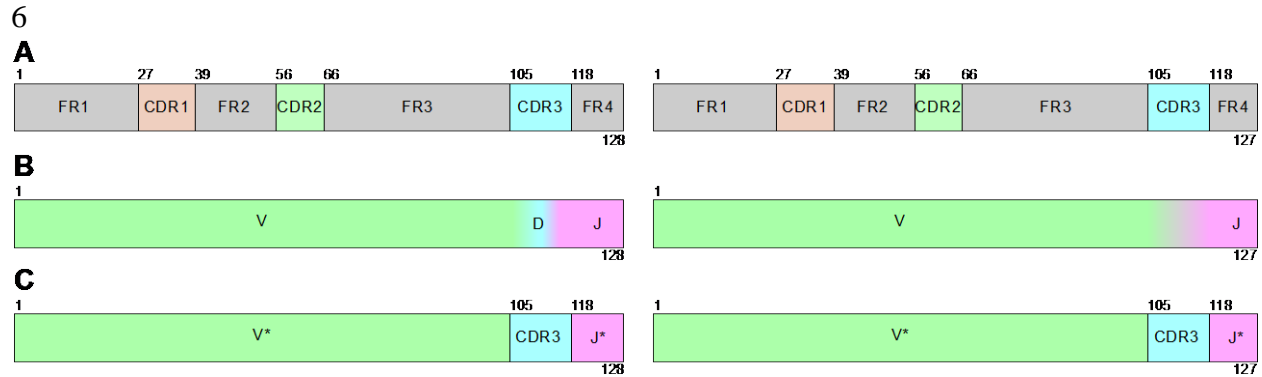 6
A
1 27 39 56 66 105 118 1 27 39 56 66 105 118
FR1 CDR1 FR2 CDR2 FR3 CDR3 FR4 FR1 CDR1 FR2 CDR2 FR3 CDR3 FR4
128 127
B
1 1
V D J V J
128 127
C
1 105 118 1 105 118
V* CDR3 J* V* CDR3 J*
128 127